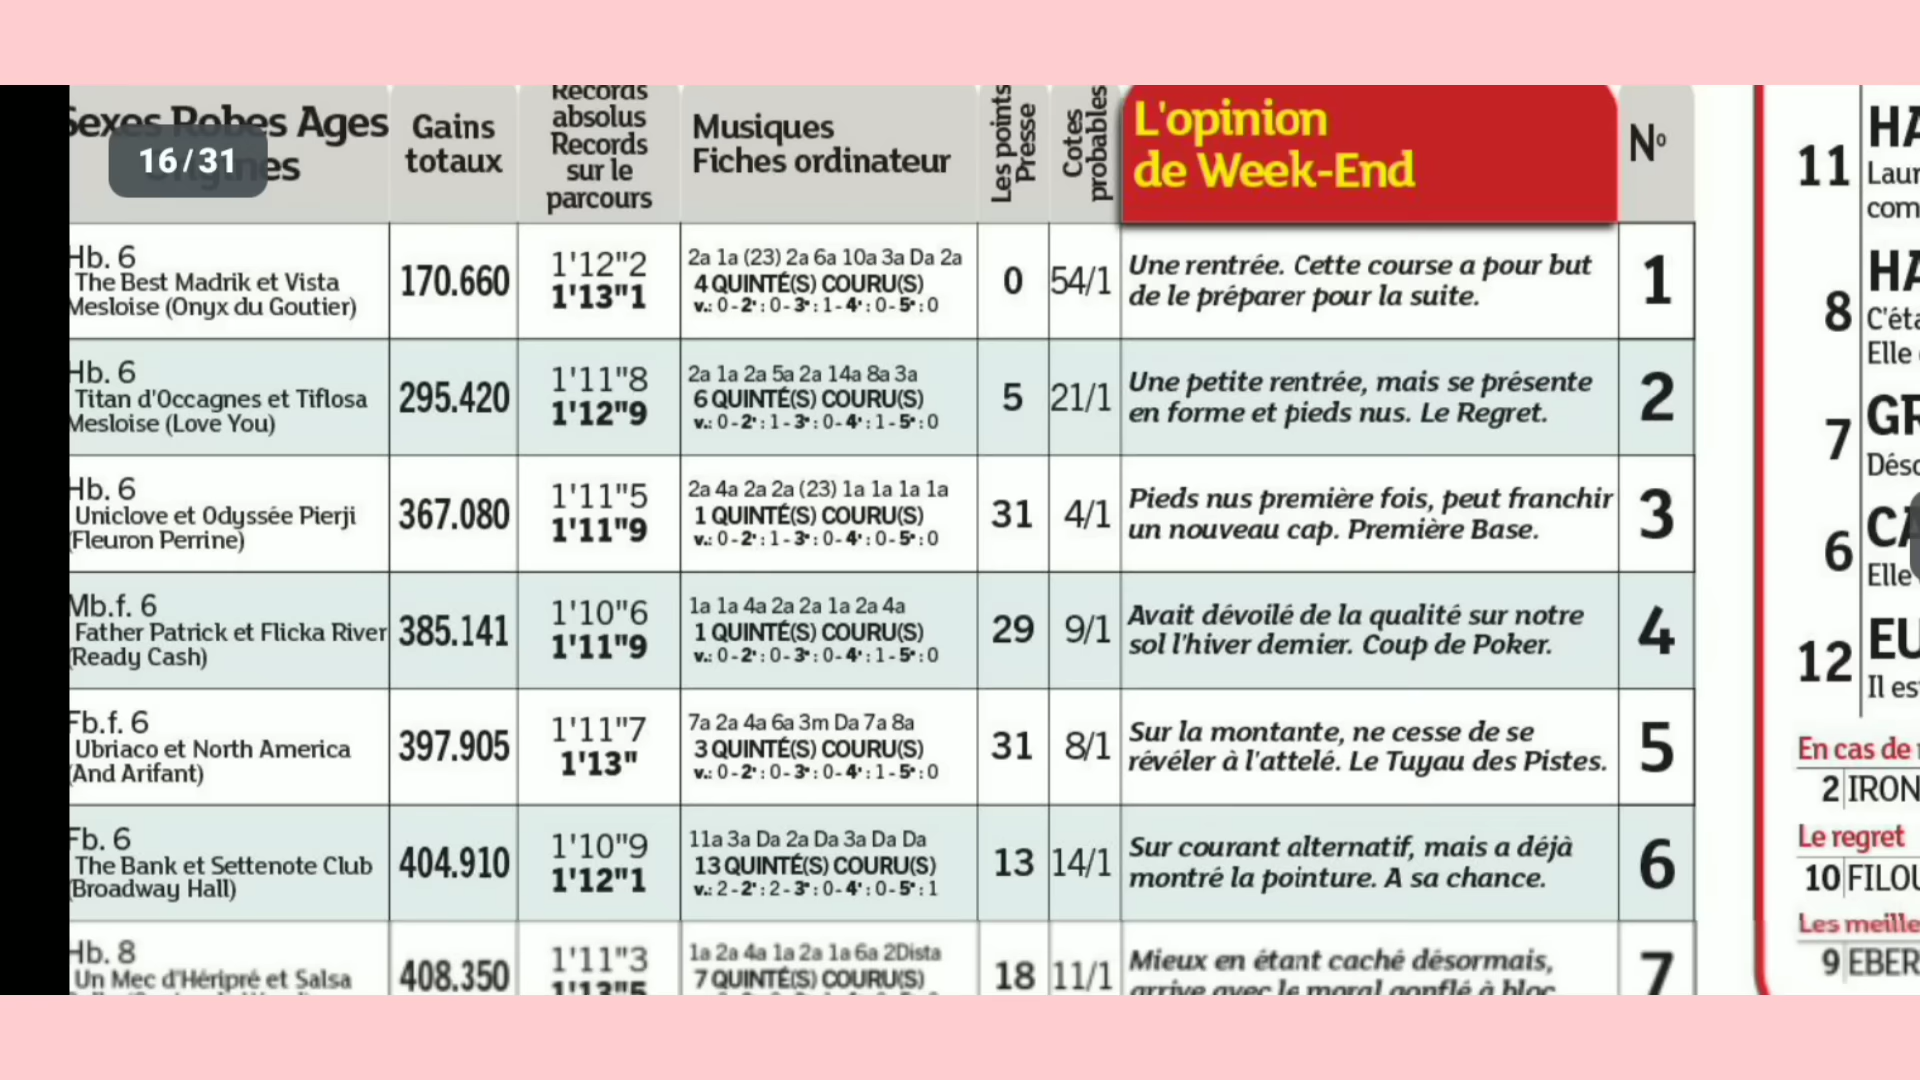 Sexes Robes Ages
16/31
Gains
totaux
Records
absolus
Records
sur le
parcours
Musiques
Fiches ordinateur
Les points
Presse
Cotes
probables
L'opinion
de Week-End
N°
Hb. 6
The Best Madrik et Vista
Mesloise (Onyx du Goutier)
170.660
1'12"2
1'13"1
2a 1a (23) 2a 6a 10a 3a Da 2a
4 QUINTÉ(S) COURU(S)
v.: 0 - 2e : 0 - 3e : 1 - 4e : 0 - 5e : 0
0
54/1
Une rentrée. Cette course a pour but
de le préparer pour la suite.
1
Hb. 6
Titan d'Occagnes et Tiflosa
Mesloise (Love You)
295.420
1'11"8
1'12"9
2a 1a 2a 5a 2a 14a 8a 3a
6 QUINTÉ(S) COURU(S)
v.: 0 - 2e : 1 - 3e : 0 - 4e : 1 - 5e : 0
5
21/1
Une petite rentrée, mais se présente
en forme et pieds nus. Le Regret.
2
Hb. 6
Uniclove et Odyssée Pierji
(Fleuron Perrine)
367.080
1'11"5
1'11"9
2a 4a 2a 2a (23) 1a 1a 1a 1a
1 QUINTÉ(S) COURU(S)
v.: 0 - 2e : 1 - 3e : 0 - 4e : 0 - 5e : 0
31
4/1
Pieds nus première fois, peut franchir
un nouveau cap. Première Base.
3
Mb.f. 6
Father Patrick et Flicka River
(Ready Cash)
385.141
1'10"6
1'11"9
1a 1a 4a 2a 2a 1a 2a 4a
1 QUINTÉ(S) COURU(S)
v.: 0 - 2e : 0 - 3e : 0 - 4e : 1 - 5e : 0
29
9/1
Avait dévoilé de la qualité sur notre
sol l'hiver dernier. Coup de Poker.
4
Fb.f. 6
Ubriaco et North America
(And Arifant)
397.905
1'11"7
1'13"
7a 2a 4a 6a 3m Da 7a 8a
3 QUINTÉ(S) COURU(S)
v.: 0 - 2e : 0 - 3e : 0 - 4e : 1 - 5e : 0
31
8/1
Sur la montante, ne cesse de se
révéler à l'attelé. Le Tuyau des Pistes.
5
Fb. 6
The Bank et Settenote Club
(Broadway Hall)
404.910
1'10"9
1'12"1
11a 3a Da 2a Da 3a Da Da
13 QUINTÉ(S) COURU(S)
v.: 2 - 2e : 2 - 3e : 0 - 4e : 0 - 5e : 1
13
14/1
Sur courant alternatif, mais a déjà
montré la pointure. A sa chance.
6
Hb. 8
Un Mec d'Héripré et Salsa
408.350
1'11"3
1'13"5
1a 2a 4a 1a 2a 1a 6a 2Dista
7 QUINTÉ(S) COURU(S)
18
11/1
Mieux en étant caché désormais,
arrive avec le moral gonflé à bloc
7
11
HA
Laur
com
8
HA
C'éta
Elle
7
GR
Déso
6
CA
Elle
12
EU
Il es
En cas de
2 IRON
Le regret
10 FILOU
Les meille
9 EBER